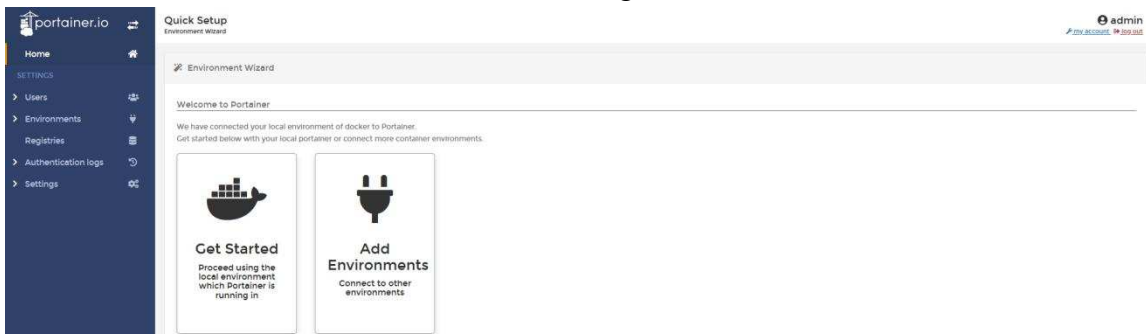 portainer.io
Home
SETTINGS
Users
Environments
Registries
Authentication logs
Settings
Quick Setup
Environment Wizard
admin
my account log out
Environment Wizard
Welcome to Portainer
We have connected your local environment of docker to Portainer.
Get started below with your local portainer or connect more container environments.
Get Started
Proceed using the
local environment
which Portainer is
running in
Add
Environments
Connect to other
environments